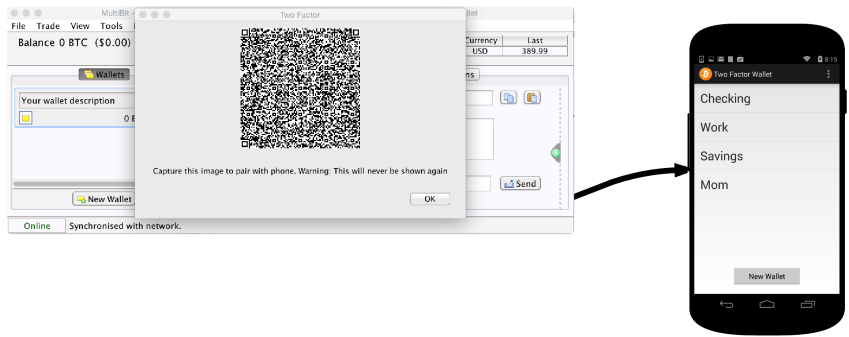 MultiBit – Two Factor llet
File Trade View Tools
Balance 0 BTC ($0.00) Currency Last
USD 389.99
Wallets ns
Your wallet description
0 B
Capture this image to pair with phone. Warning: This will never be shown again
Send
New Wallet OK
Online Synchronised with network.
8:15
Two Factor Wallet
Checking
Work
Savings
Mom
New Wallet